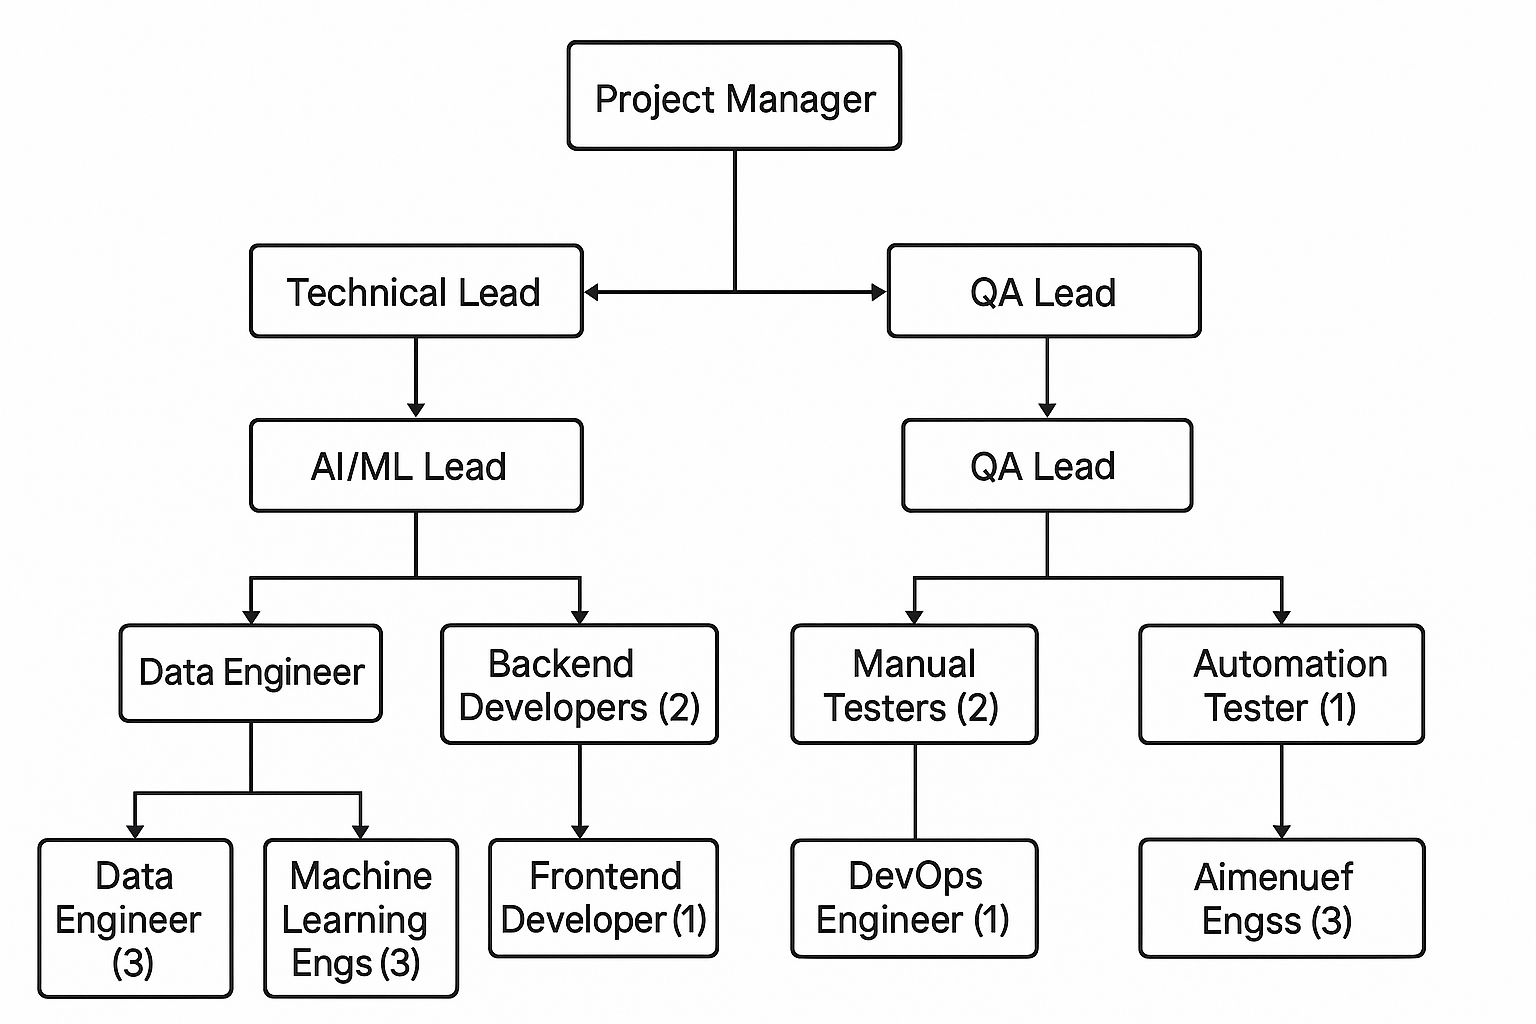 Project Manager
Technical Lead
QA Lead
AI/ML Lead
QA Lead
Data Engineer
Backend
Developers (2)
Manual
Testers (2)
Automation
Tester (1)
Data
Engineer
(3)
Machine
Learning
Engs (3)
Frontend
Developer (1)
DevOps
Engineer (1)
Aimenuef
Engss (3)